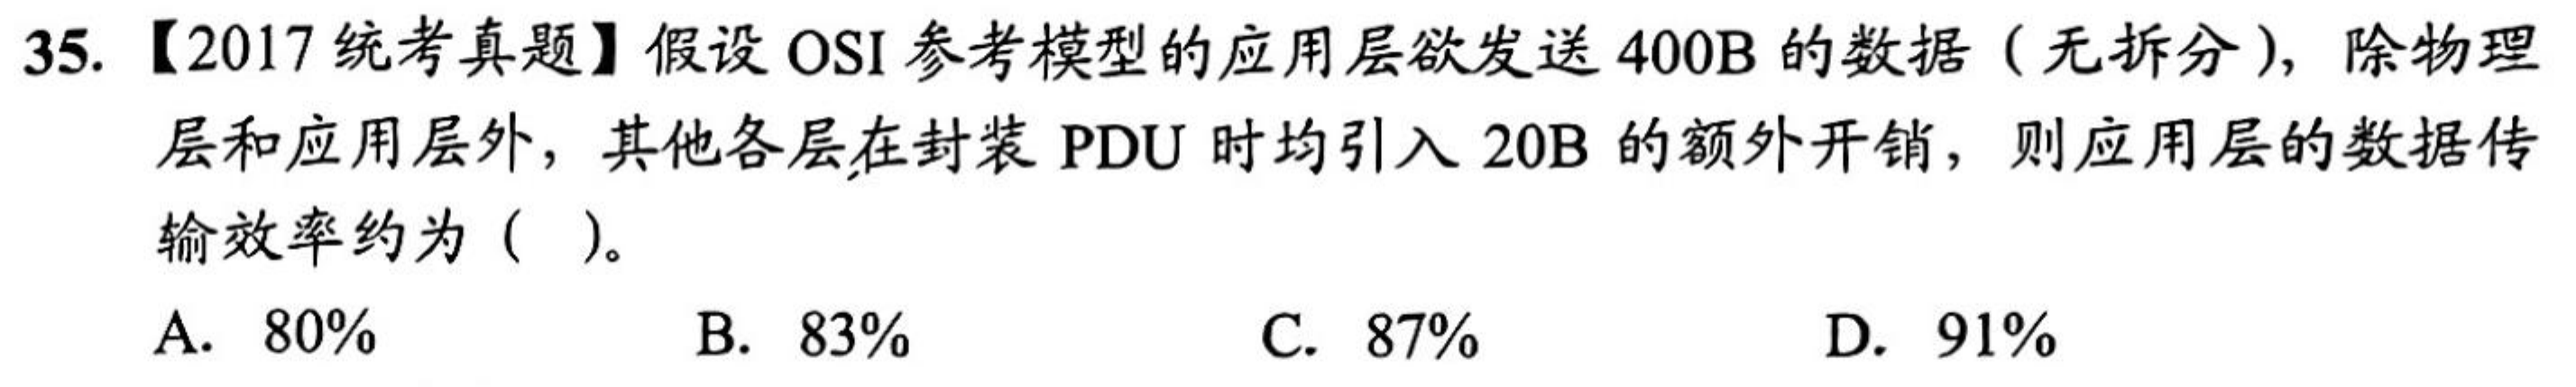 35.【2017 统考真题】假设 OSI 参考模型的应用层欲发送 400B 的数据（无拆分），除物理
层和应用层外，其他各层在封装 PDU 时均引入 20B 的额外开销，则应用层的数据传
输效率约为（ ）。
A. 80% B. 83% C. 87% D. 91%